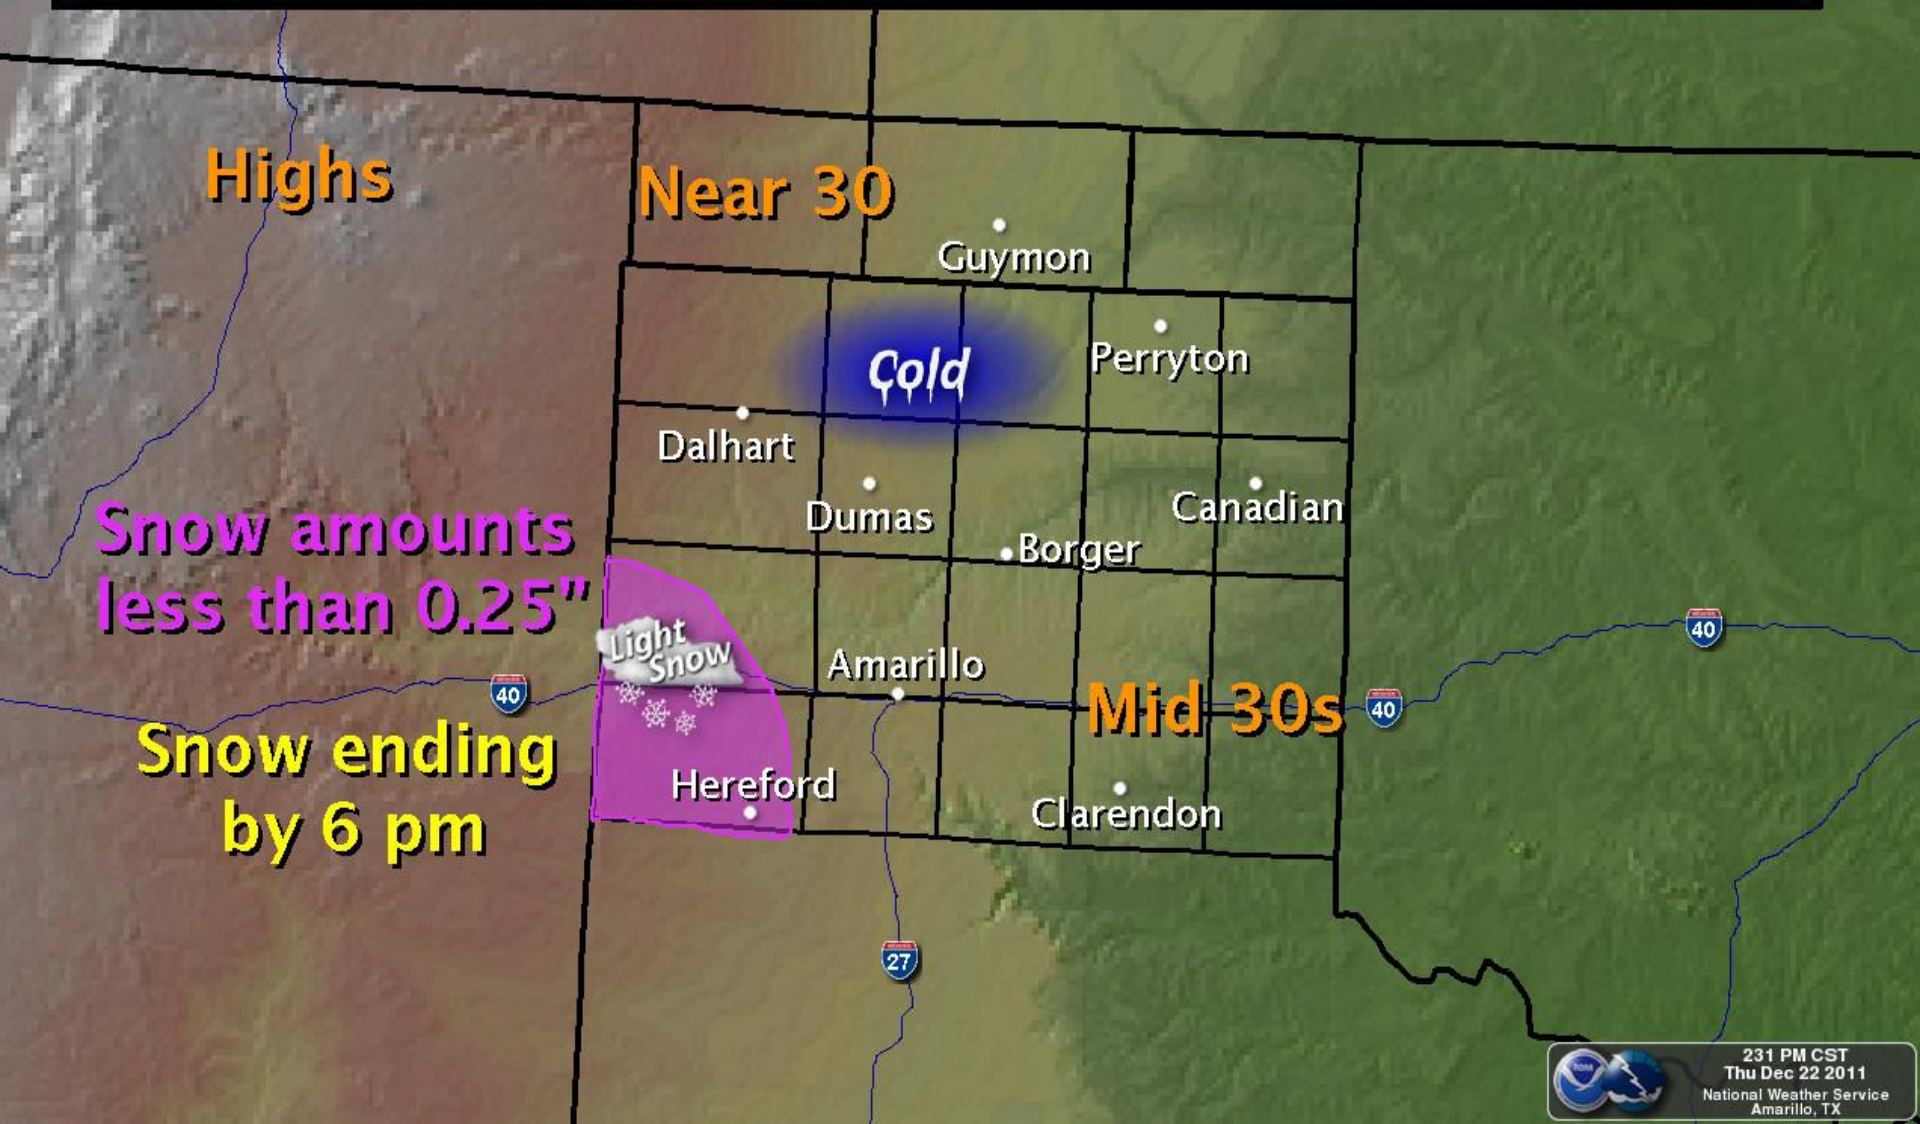 Highs
Near 30
Guymon
Cold
Perryton
Dalhart
Dumas
Canadian
Borger
Snow amounts
less than 0.25"
Light
Snow
Amarillo
40
40
40
Mid 30s
Snow ending
by 6 pm
Hereford
Clarendon
27
231 PM CST
Thu Dec 22 2011
National Weather Service
Amarillo, TX